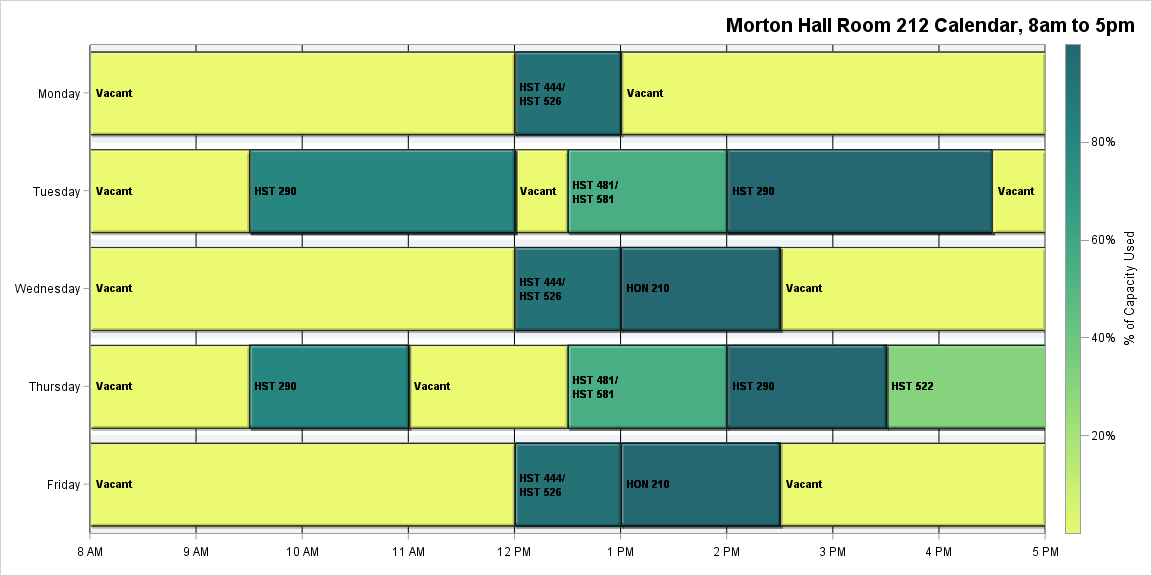 Morton Hall Room 212 Calendar, 8am to 5pm
Monday
Vacant
HST 444/
HST 526
Vacant
Tuesday
Vacant
HST 290
Vacant
HST 481/
HST 581
HST 290
Vacant
Wednesday
Vacant
HST 444/
HST 526
HON 210
Vacant
Thursday
Vacant
HST 290
Vacant
HST 481/
HST 581
HST 290
HST 522
Friday
Vacant
HST 444/
HST 526
HON 210
Vacant
8 AM
9 AM
10 AM
11 AM
12 PM
1 PM
2 PM
3 PM
4 PM
5 PM
80%
60%
40%
20%
% of Capacity Used